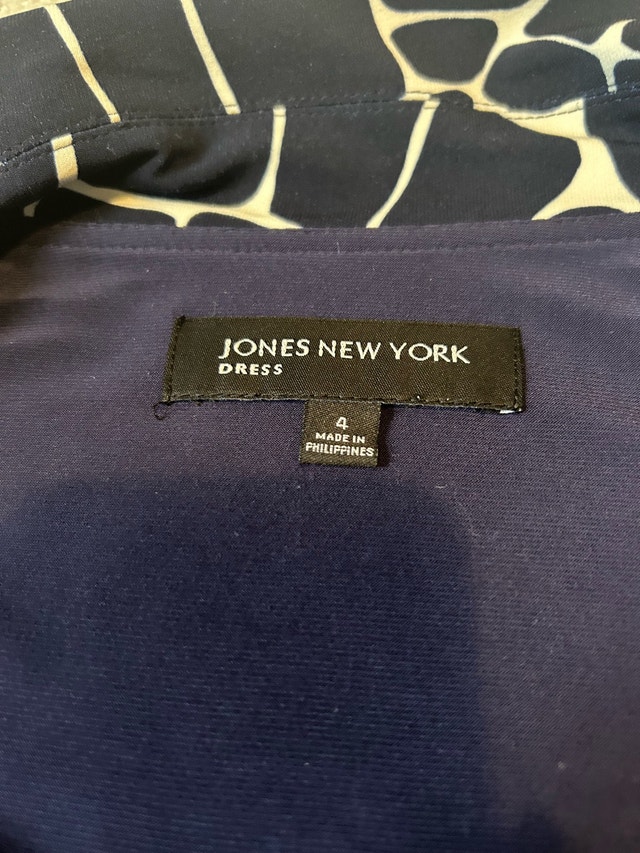 JONES NEW YORK
DRESS
4
MADE IN
PHILIPPINES